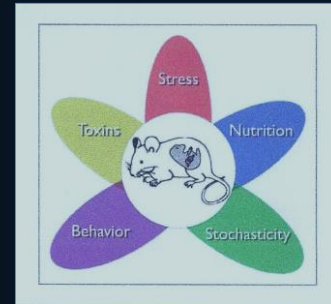 Stress
Toxins
Nutrition
Behavior
Stochasticity